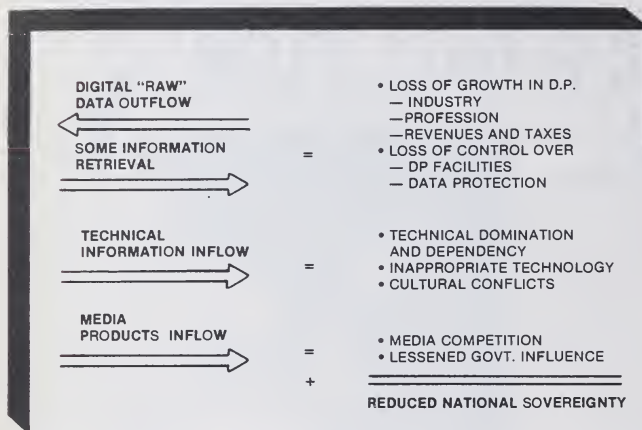 DIGITAL "RAW"
DATA OUTFLOW
SOME INFORMATION
RETRIEVAL
=
• LOSS OF GROWTH IN D.P.
— INDUSTRY
—PROFESSION
—REVENUES AND TAXES
• LOSS OF CONTROL OVER
— DP FACILITIES
— DATA PROTECTION
TECHNICAL
INFORMATION INFLOW
=
• TECHNICAL DOMINATION
AND DEPENDENCY
• INAPPROPRIATE TECHNOLOGY
• CULTURAL CONFLICTS
MEDIA
PRODUCTS INFLOW
=
• MEDIA COMPETITION
• LESSENED GOVT. INFLUENCE
+
REDUCED NATIONAL SOVEREIGNTY